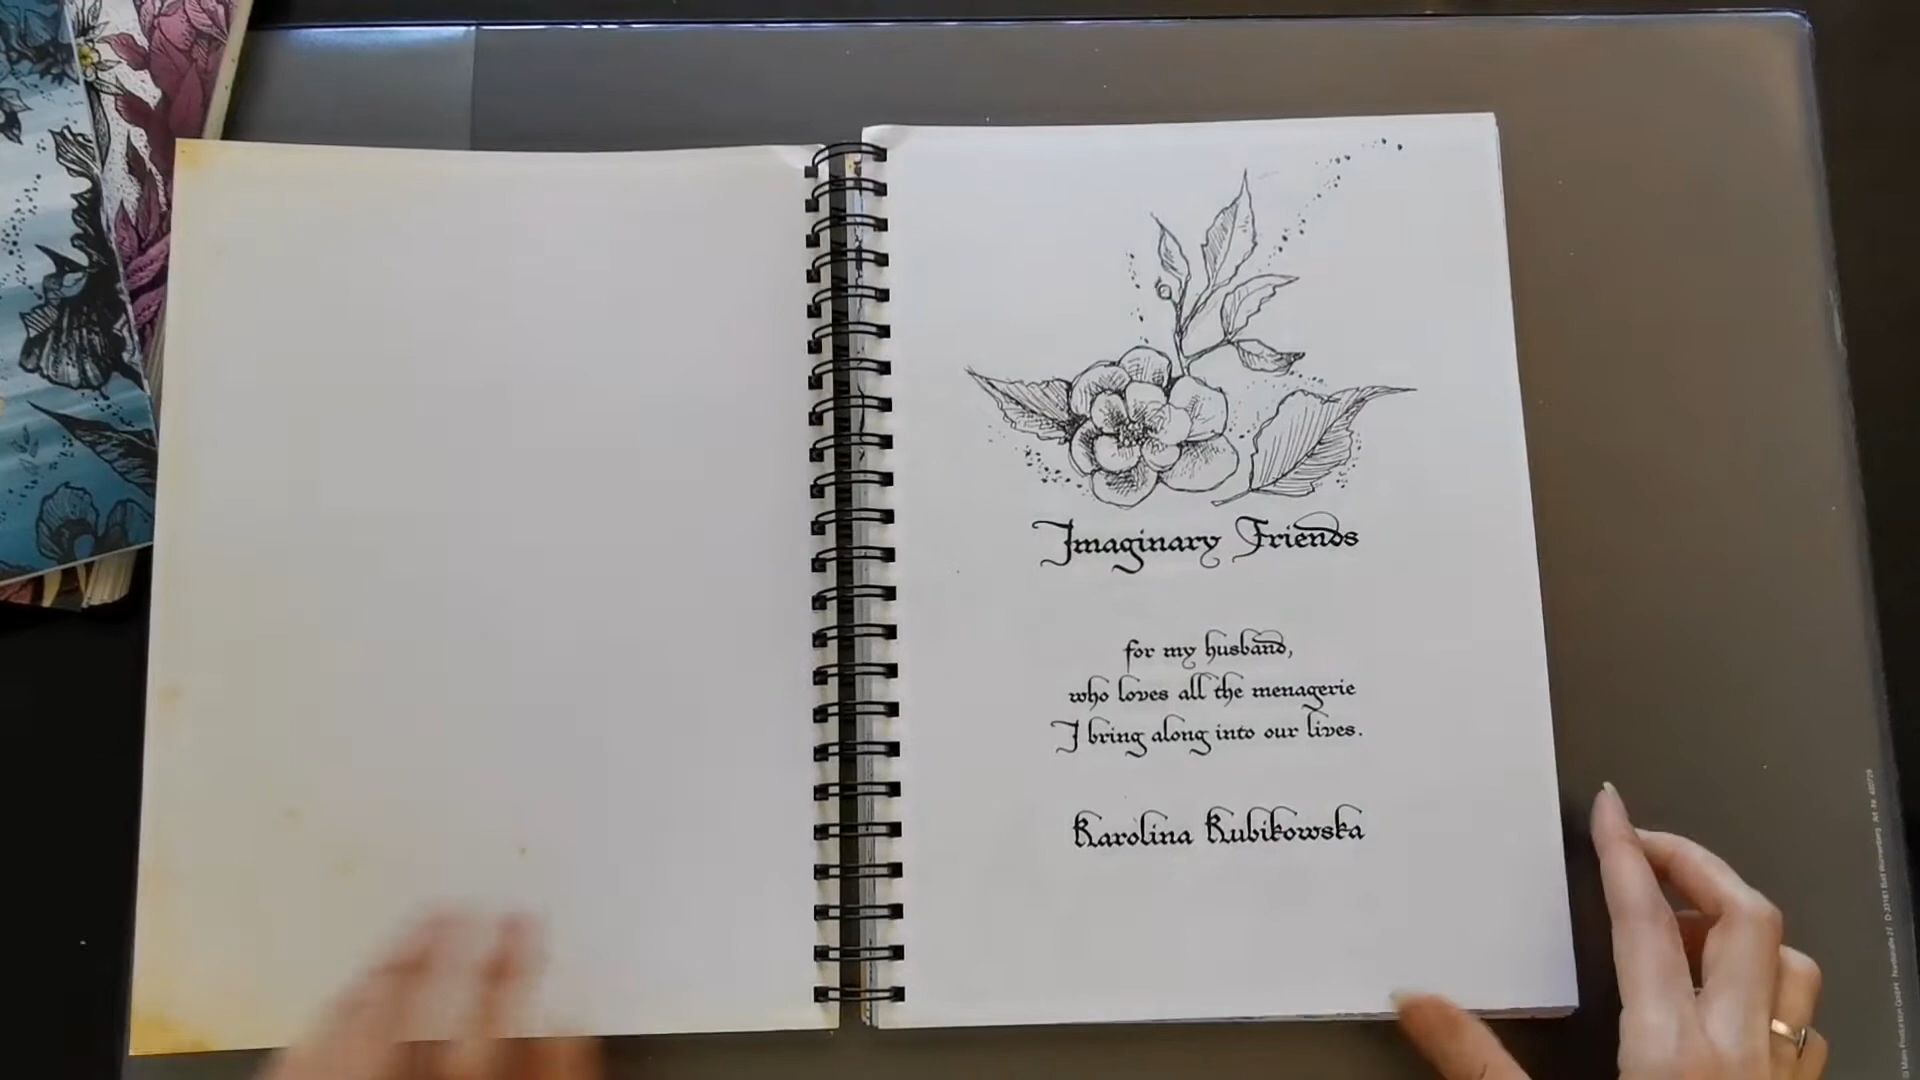 Imaginary Friends
for my husband,
who loves all the menagerie
I bring along into our lives.
Karolina Kubikowska